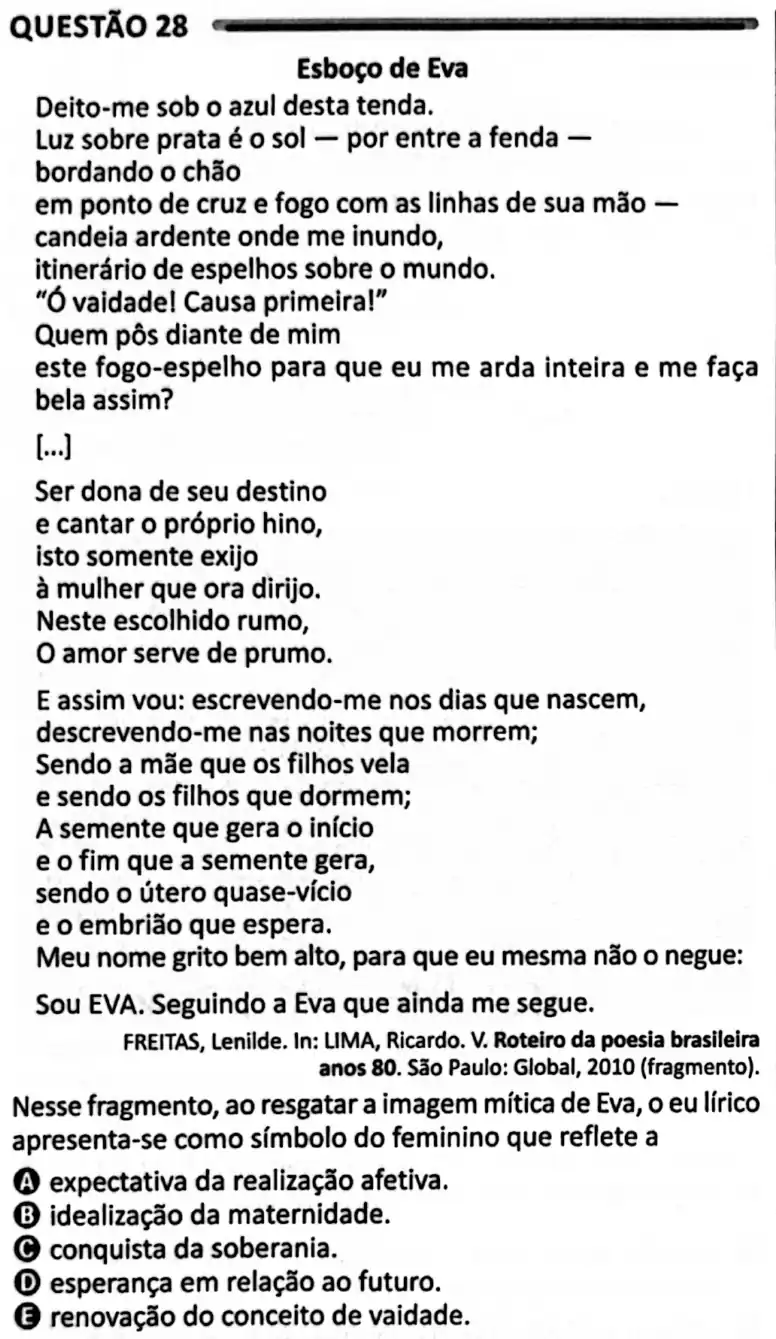 QUESTÃO 28
Esboço de Eva
Deito-me sob o azul desta tenda.
Luz sobre prata é o sol — por entre a fenda —
bordando o chão
em ponto de cruz e fogo com as linhas de sua mão —
candeia ardente onde me inundo,
itinerário de espelhos sobre o mundo.
"Ó vaidade! Causa primeira!"
Quem pôs diante de mim
este fogo-espelho para que eu me arda inteira e me faça
bela assim?
[...]
Ser dona de seu destino
e cantar o próprio hino,
isto somente exijo
à mulher que ora dirijo.
Neste escolhido rumo,
O amor serve de prumo.
E assim vou: escrevendo-me nos dias que nascem,
descrevendo-me nas noites que morrem;
Sendo a mãe que os filhos vela
e sendo os filhos que dormem;
A semente que gera o início
e o fim que a semente gera,
sendo o útero quase-vício
e o embrião que espera.
Meu nome grito bem alto, para que eu mesma não o negue:
Sou EVA. Seguindo a Eva que ainda me segue.
FREITAS, Lenilde. In: LIMA, Ricardo. V. Roteiro da poesia brasileira
anos 80. São Paulo: Global, 2010 (fragmento).
Nesse fragmento, ao resgatar a imagem mítica de Eva, o eu lírico
apresenta-se como símbolo do feminino que reflete a
A expectativa da realização afetiva.
B idealização da maternidade.
C conquista da soberania.
D esperança em relação ao futuro.
E renovação do conceito de vaidade.